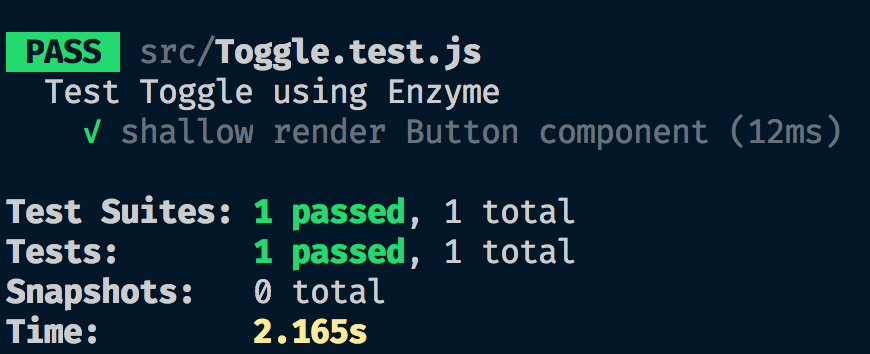 PASS src/Toggle.test.js
Test Toggle using Enzyme
√ shallow render Button component (12ms)
Test Suites: 1 passed, 1 total
Tests: 1 passed, 1 total
Snapshots: 0 total
Time: 2.165s